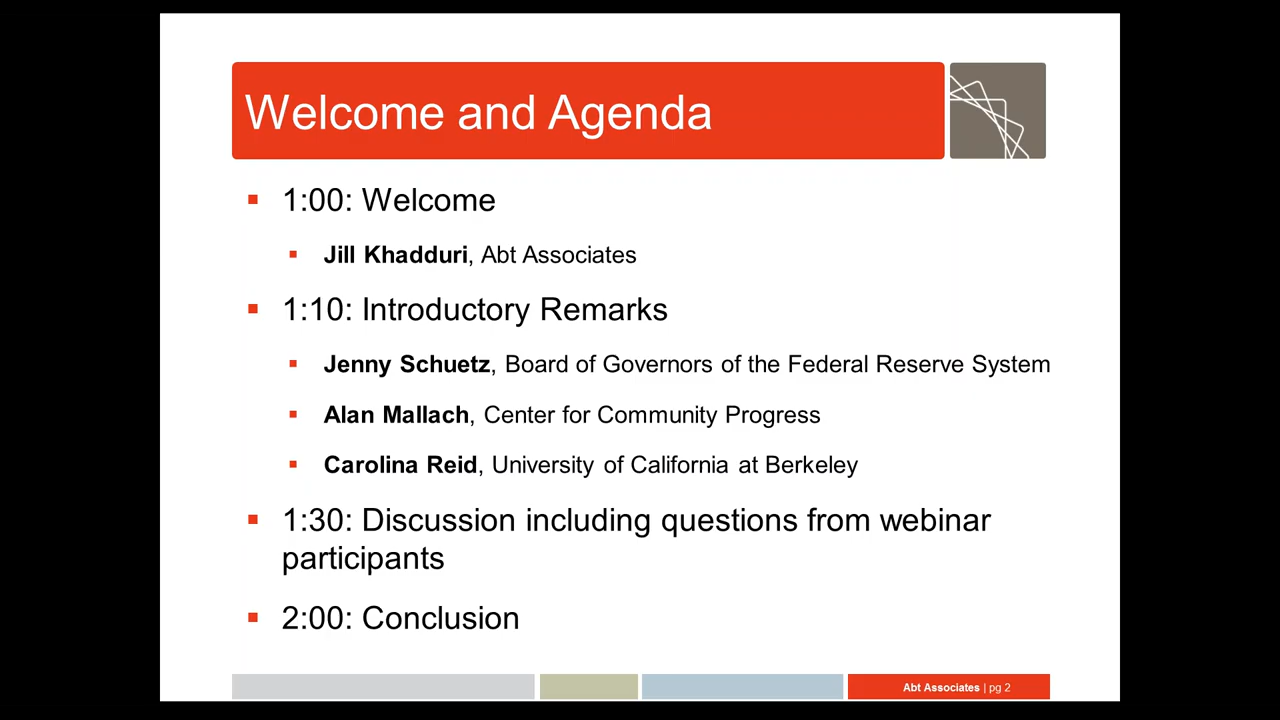 Welcome and Agenda
1:00: Welcome
Jill Khadduri, Abt Associates
1:10: Introductory Remarks
Jenny Schuetz, Board of Governors of the Federal Reserve System
Alan Mallach, Center for Community Progress
Carolina Reid, University of California at Berkeley
1:30: Discussion including questions from webinar
participants
2:00: Conclusion
Abt Associates | pg 2